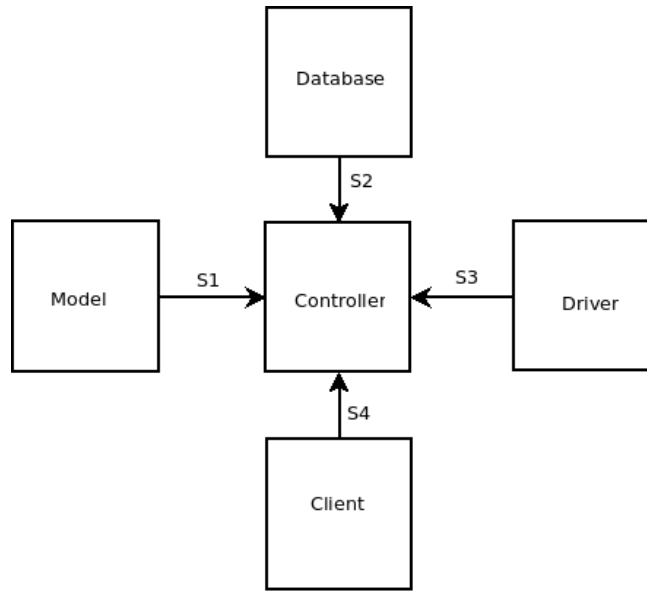 Database
S2
Model
S1
Controller
S3
Driver
S4
Client